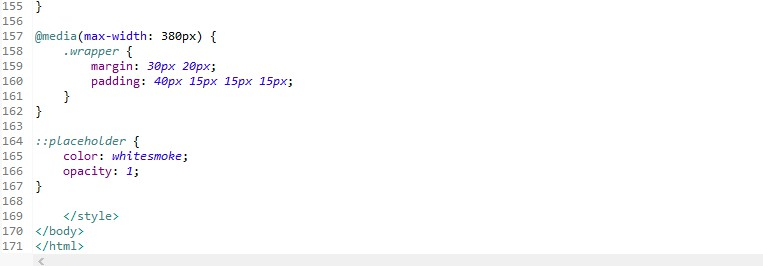 155 }
156
157 @media(max-width: 380px) {
158     .wrapper {
159         margin: 30px 20px;
160         padding: 40px 15px 15px 15px;
161     }
162 }
163
164 ::placeholder {
165     color: whitesmoke;
166     opacity: 1;
167 }
168
169     </style>
170 </body>
171 </html>